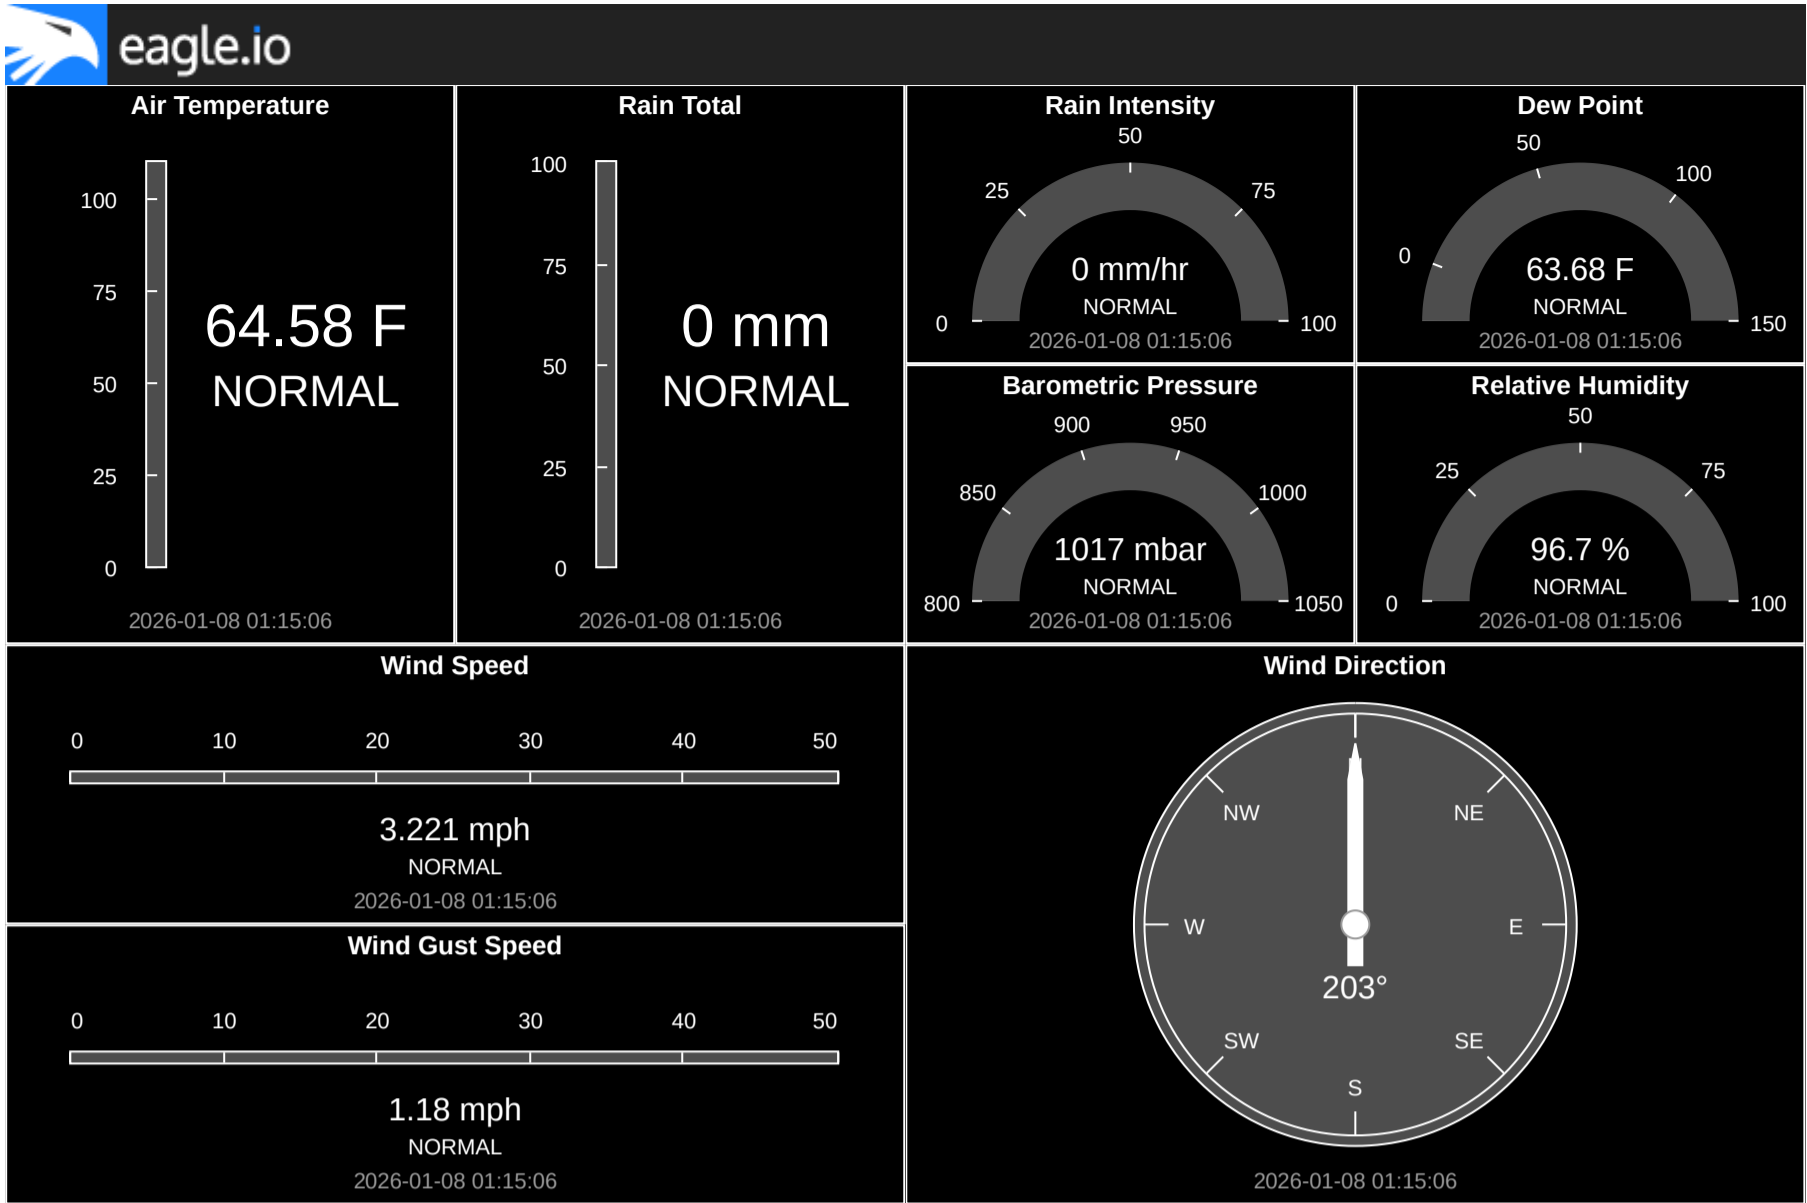 eagle.io
Air Temperature
100
75
50
25
0
64.58 F
NORMAL
2026-01-08 01:15:06
Rain Total
100
75
50
25
0
0 mm
NORMAL
2026-01-08 01:15:06
Rain Intensity
0
25
50
75
100
0 mm/hr
NORMAL
2026-01-08 01:15:06
Dew Point
0
50
100
150
63.68 F
NORMAL
2026-01-08 01:15:06
Barometric Pressure
800
850
900
950
1000
1050
1017 mbar
NORMAL
2026-01-08 01:15:06
Relative Humidity
0
25
50
75
100
96.7 %
NORMAL
2026-01-08 01:15:06
Wind Speed
0 10 20 30 40 50
3.221 mph
NORMAL
2026-01-08 01:15:06
Wind Gust Speed
0 10 20 30 40 50
1.18 mph
NORMAL
2026-01-08 01:15:06
Wind Direction
NW NE
W E
203°
SW SE
S
2026-01-08 01:15:06